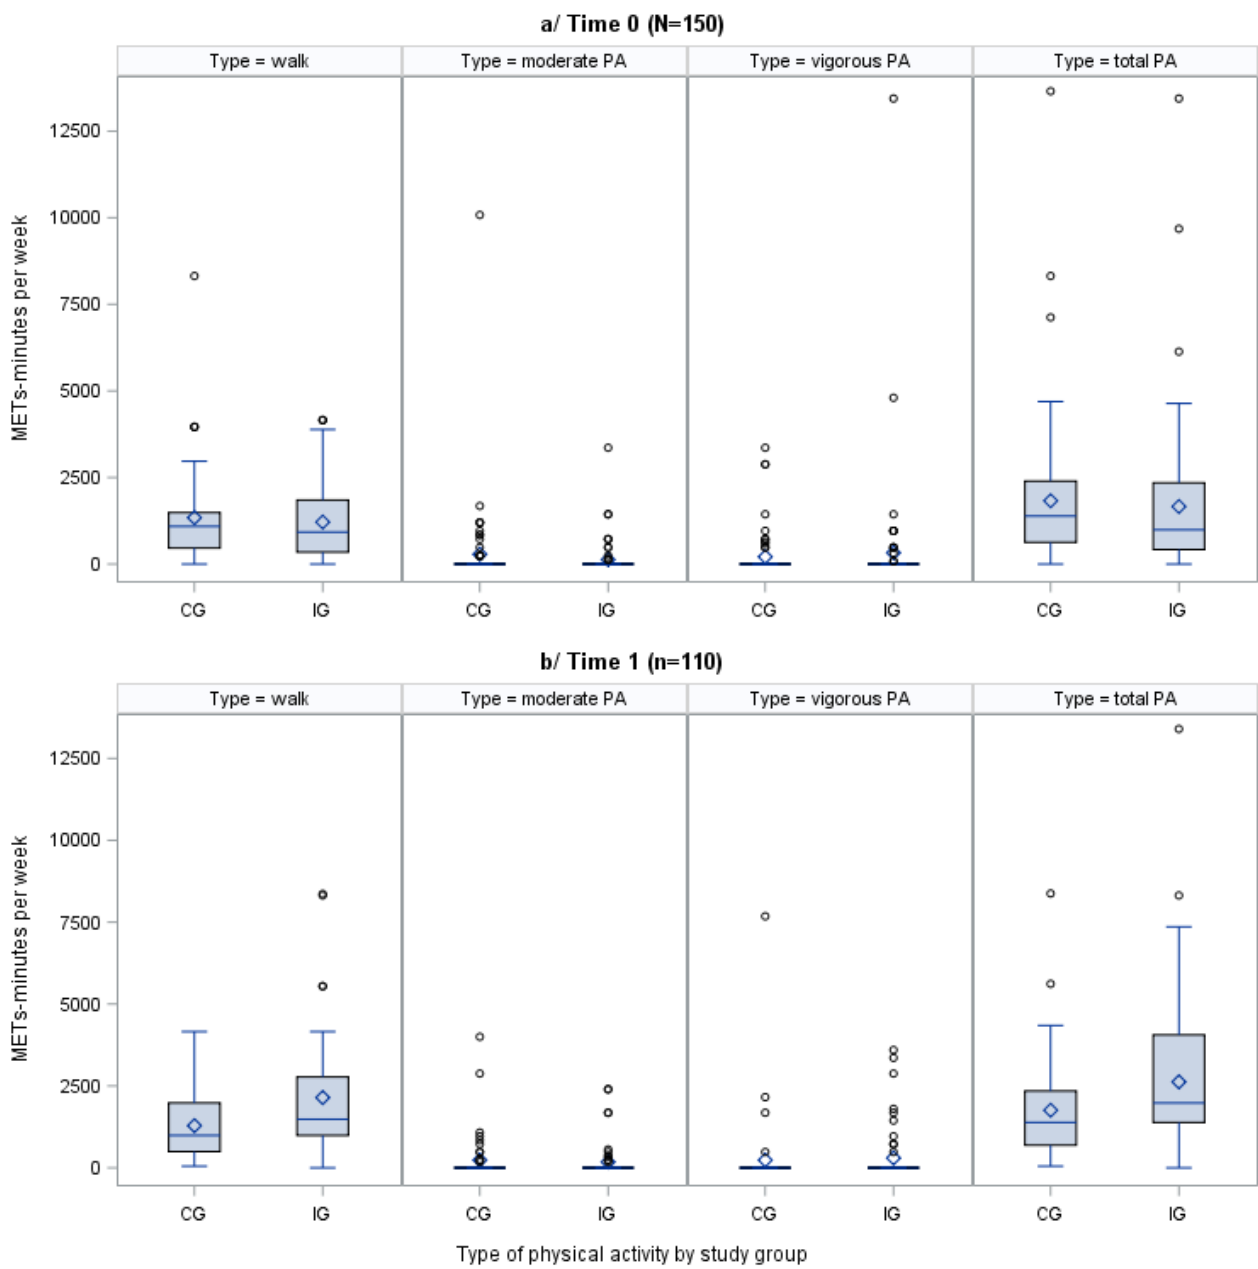 a/ Time 0 (N=150)
Type = walk
Type = moderate PA
Type = vigorous PA
Type = total PA
METs-minutes per week
12500
10000
7500
5000
2500
0
CG
IG
CG
IG
CG
IG
CG
IG
b/ Time 1 (n=110)
Type = walk
Type = moderate PA
Type = vigorous PA
Type = total PA
METs-minutes per week
12500
10000
7500
5000
2500
0
CG
IG
CG
IG
CG
IG
CG
IG
Type of physical activity by study group